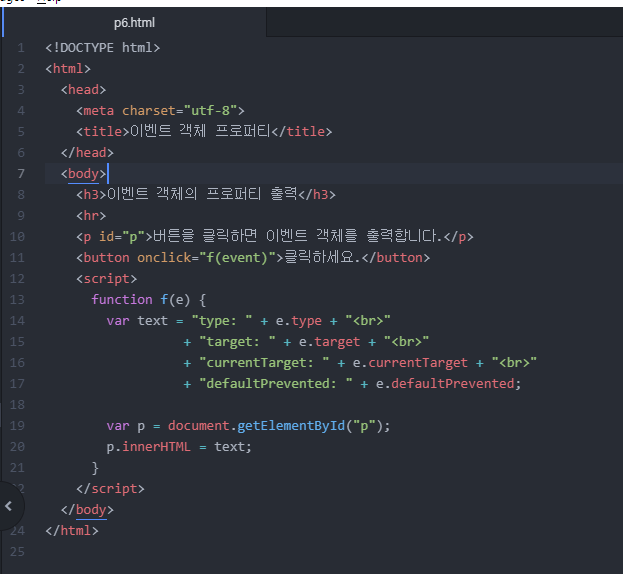 p6.html
1 <!DOCTYPE html>
2 <html>
3   <head>
4     <meta charset="utf-8">
5     <title>이벤트 객체 프로퍼티</title>
6   </head>
7   <body>
8     <h3>이벤트 객체의 프로퍼티 출력</h3>
9     <hr>
10     <p id="p">버튼을 클릭하면 이벤트 객체를 출력합니다.</p>
11     <button onclick="f(event)">클릭하세요.</button>
12     <script>
13       function f(e) {
14         var text = "type: " + e.type + "<br>"
15                   + "target: " + e.target + "<br>"
16                   + "currentTarget: " + e.currentTarget + "<br>"
17                   + "defaultPrevented: " + e.defaultPrevented;
18
19         var p = document.getElementById("p");
20         p.innerHTML = text;
21       }
22     </script>
  </body>
24 </html>
25